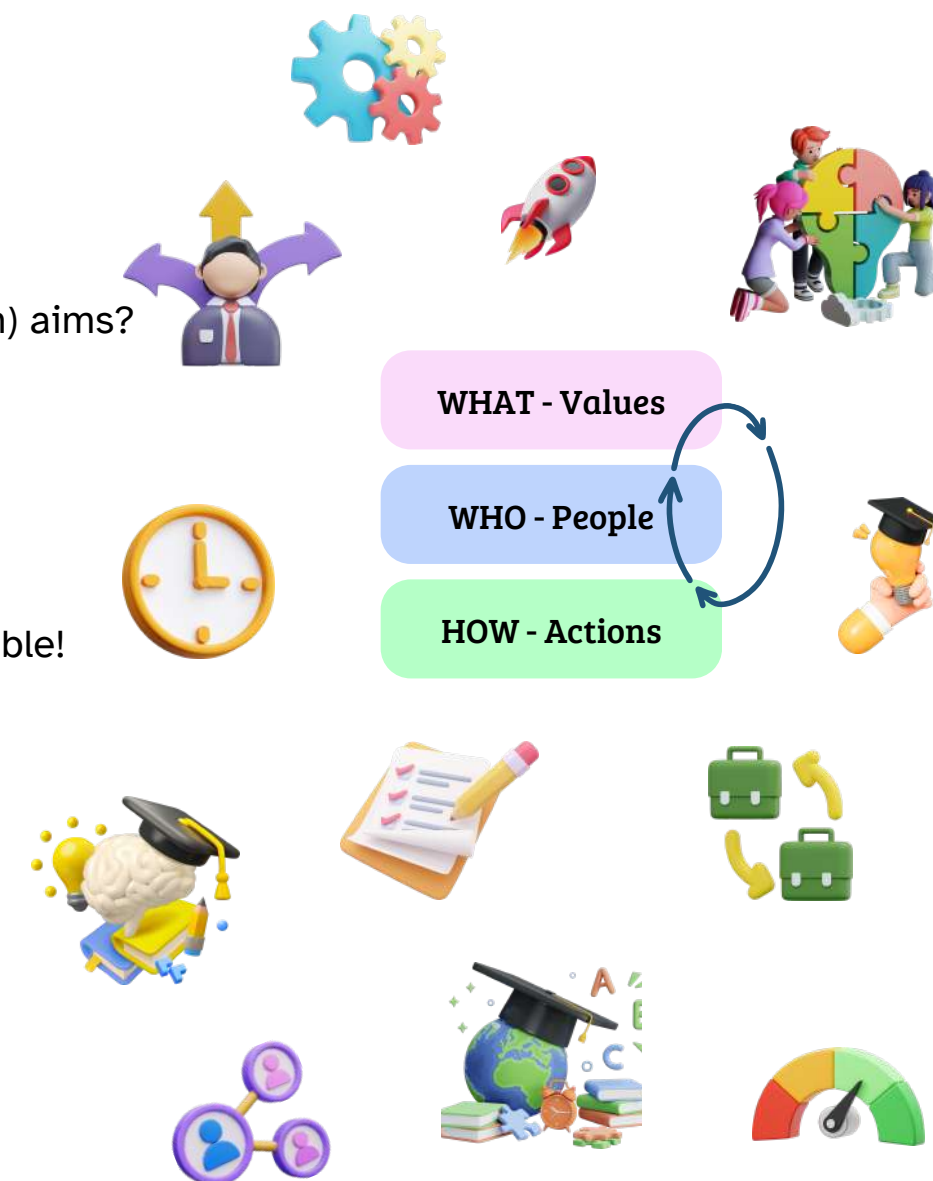 ) aims?
WHAT - Values
WHO - People
ble!
HOW - Actions
A
C